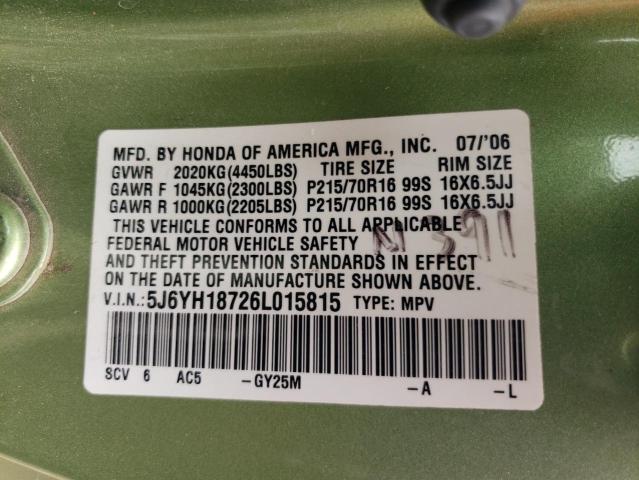 MFD. BY HONDA OF AMERICA MFG., INC. 07/'06
GVWR 2020KG(4450LBS) TIRE SIZE RIM SIZE
GAWR F 1045KG(2300LBS) P215/70R16 99S 16X6.5JJ
GAWR R 1000KG(2205LBS) P215/70R16 99S 16X6.5JJ
THIS VEHICLE CONFORMS TO ALL APPLICABLE
FEDERAL MOTOR VEHICLE SAFETY N 391
AND THEFT PREVENTION STANDARDS IN EFFECT
ON THE DATE OF MANUFACTURE SHOWN ABOVE.
V.I.N.:5J6YH18726L015815 TYPE: MPV
SCV 6 AC5 -GY25M -A -L